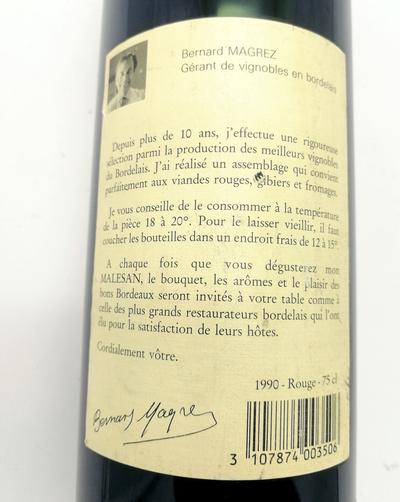 Bernard MAGREZ
Gérant de vignobles en bordelais
Depuis plus de 10 ans, j'effectue une rigoureuse
sélection parmi la production des meilleurs vignobles
du Bordelais. J'ai réalisé un assemblage qui convient
parfaitement aux viandes rouges, gibiers et fromages.
Je vous conseille de le consommer à la température
de la pièce 18 à 20°. Pour le laisser vieillir, il faut
coucher les bouteilles dans un endroit frais de 12 à 15°.
A chaque fois que vous dégusterez mon
MALESAN, le bouquet, les arômes et le plaisir des
bons Bordeaux seront invités à votre table comme à
celle des plus grands restaurateurs bordelais qui l'ont
élu pour la satisfaction de leurs hôtes.
Cordialement vôtre.
1990 - Rouge - 75 cl
Bernard Magrez
3 107874 003506